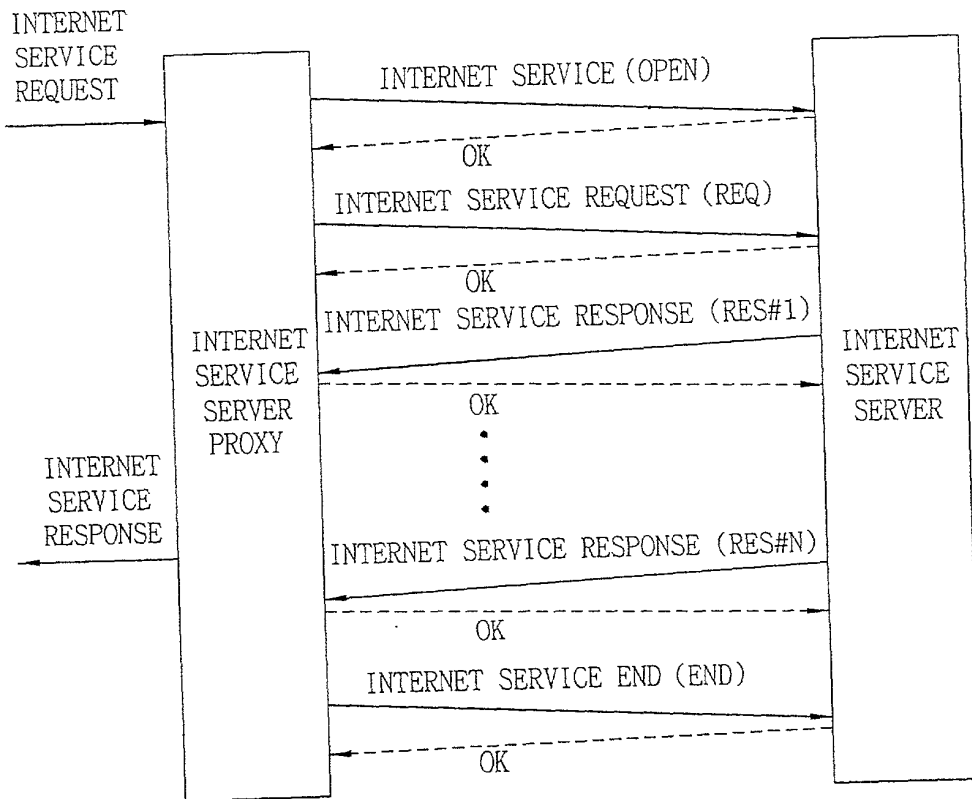 INTERNET
SERVICE
REQUEST
INTERNET SERVICE (OPEN)
OK
INTERNET SERVICE REQUEST (REQ)
OK
INTERNET SERVICE RESPONSE (RES#1)
INTERNET
SERVICE
SERVER
PROXY
INTERNET
SERVICE
SERVER
OK
INTERNET
SERVICE
RESPONSE
INTERNET SERVICE RESPONSE (RES#N)
OK
INTERNET SERVICE END (END)
OK